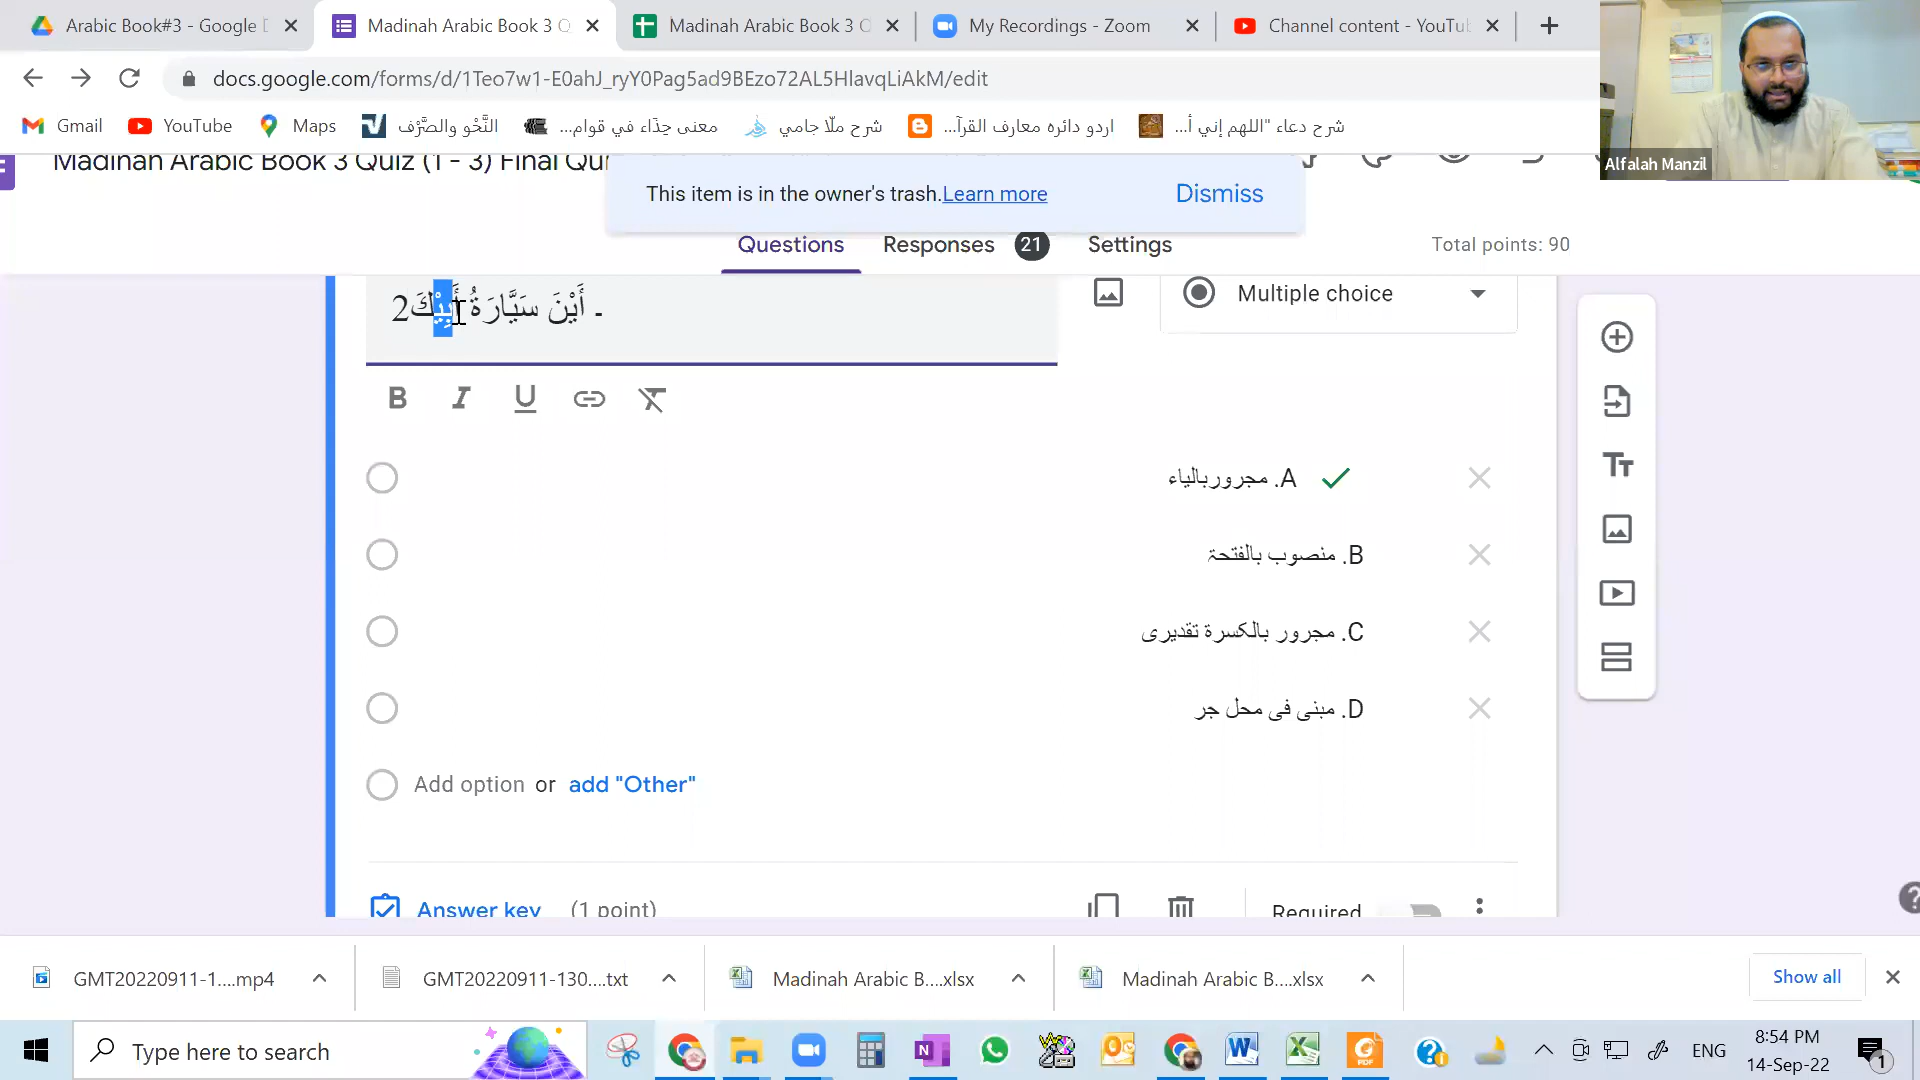 Arabic Book#3 - Google D
Madinah Arabic Book 3 Q
Madinah Arabic Book 3 Q
My Recordings - Zoom
Channel content - YouTu
docs.google.com/forms/d/1Teo7w1-E0ahJ_ryY0Pag5ad9BEzo72AL5HlavqLiAkM/edit
Gmail
YouTube
Maps
النَّحْو والصَّرْف
معنى حِذَاء في قوام...
شرح ملّا جامي
اردو دائره معارف القرآ...
شرح دعاء "اللهم إني أ...
Alfalah Manzil
Madinah Arabic Book 3 Quiz (1 - 3) Final Qur
This item is in the owner's trash. Learn more
Dismiss
Questions
Responses 21
Settings
Total points: 90
2ـ أَيْنَ سَيَّارَةُ أَبِيْكَ
Multiple choice
A. مجروربالياء
B. منصوب بالفتحة
C. مجرور بالكسرة تقديرى
D. مبنى فى محل جر
Add option or add "Other"
Answer key (1 point)
Required
GMT20220911-1....mp4
GMT20220911-130....txt
Madinah Arabic B....xlsx
Madinah Arabic B....xlsx
Show all
Type here to search
ENG
8:54 PM
14-Sep-22
1